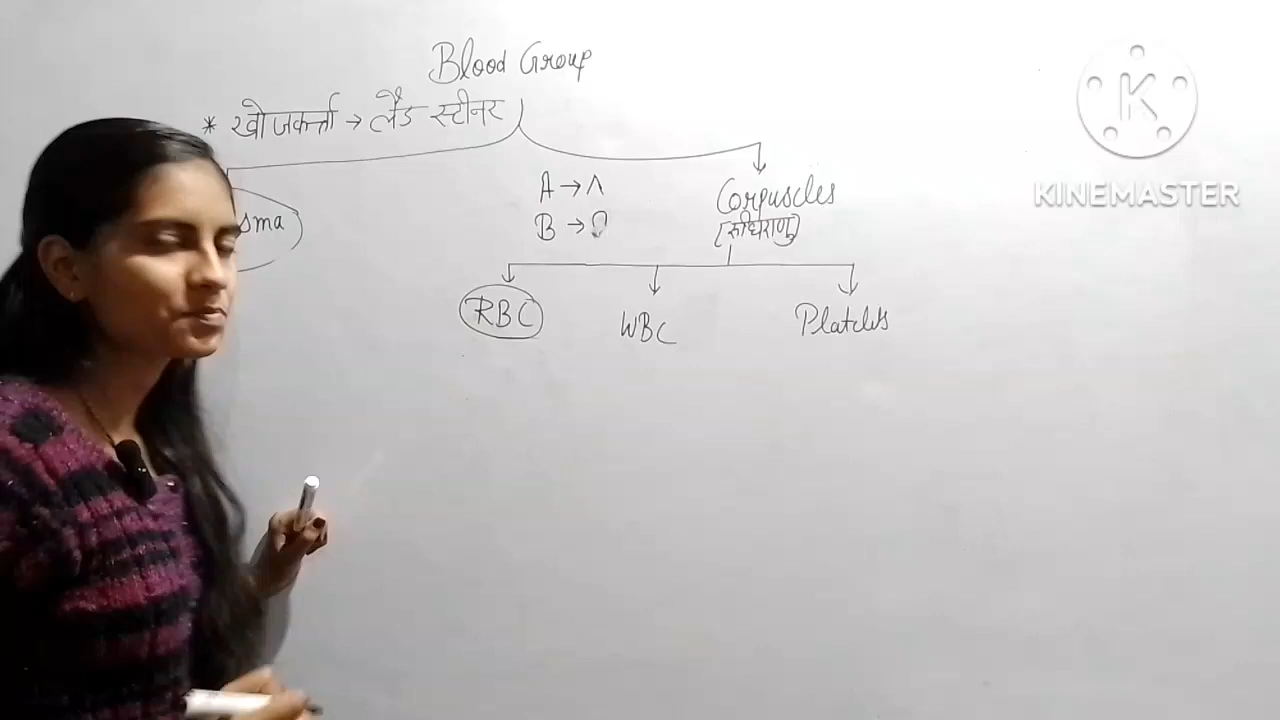 Blood Group
* खोजकर्त्ता → लैंड स्टीनर
sma
A → ʌ
B →
Corpuscles
(रूधिराणु)
RBC
WBC
Platelets
K
KINEMASTER